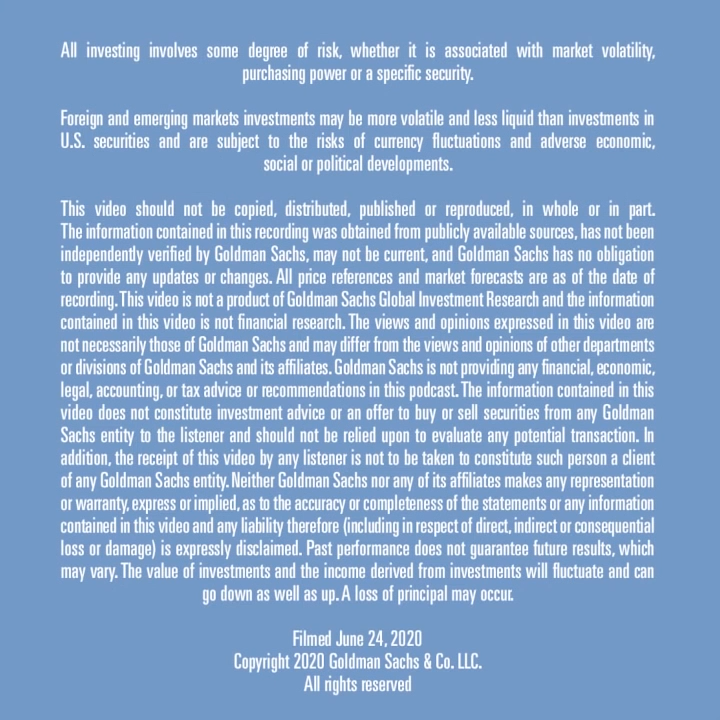 All investing involves some degree of risk, whether it is associated with market volatility,
purchasing power or a specific security.
Foreign and emerging markets investments may be more volatile and less liquid than investments in
U.S. securities and are subject to the risks of currency fluctuations and adverse economic,
social or political developments.
This video should not be copied, distributed, published or reproduced, in whole or in part.
The information contained in this recording was obtained from publicly available sources, has not been
independently verified by Goldman Sachs, may not be current, and Goldman Sachs has no obligation
to provide any updates or changes. All price references and market forecasts are as of the date of
recording. This video is not a product of Goldman Sachs Global Investment Research and the information
contained in this video is not financial research. The views and opinions expressed in this video are
not necessarily those of Goldman Sachs and may differ from the views and opinions of other departments
or divisions of Goldman Sachs and its affiliates. Goldman Sachs is not providing any financial, economic,
legal, accounting, or tax advice or recommendations in this podcast. The information contained in this
video does not constitute investment advice or an offer to buy or sell securities from any Goldman
Sachs entity to the listener and should not be relied upon to evaluate any potential transaction. In
addition, the receipt of this video by any listener is not to be taken to constitute such person a client
of any Goldman Sachs entity. Neither Goldman Sachs nor any of its affiliates makes any representation
or warranty, express or implied, as to the accuracy or completeness of the statements or any information
contained in this video and any liability therefore (including in respect of direct, indirect or consequential
loss or damage) is expressly disclaimed. Past performance does not guarantee future results, which
may vary. The value of investments and the income derived from investments will fluctuate and can
go down as well as up. A loss of principal may occur.
Filmed June 24, 2020
Copyright 2020 Goldman Sachs & Co. LLC.
All rights reserved